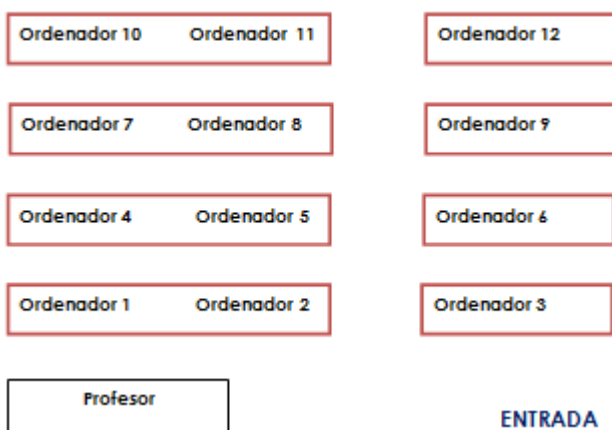 Ordenador 10 Ordenador 11 Ordenador 12
Ordenador 7 Ordenador 8 Ordenador 9
Ordenador 4 Ordenador 5 Ordenador 6
Ordenador 1 Ordenador 2 Ordenador 3
Profesor
ENTRADA